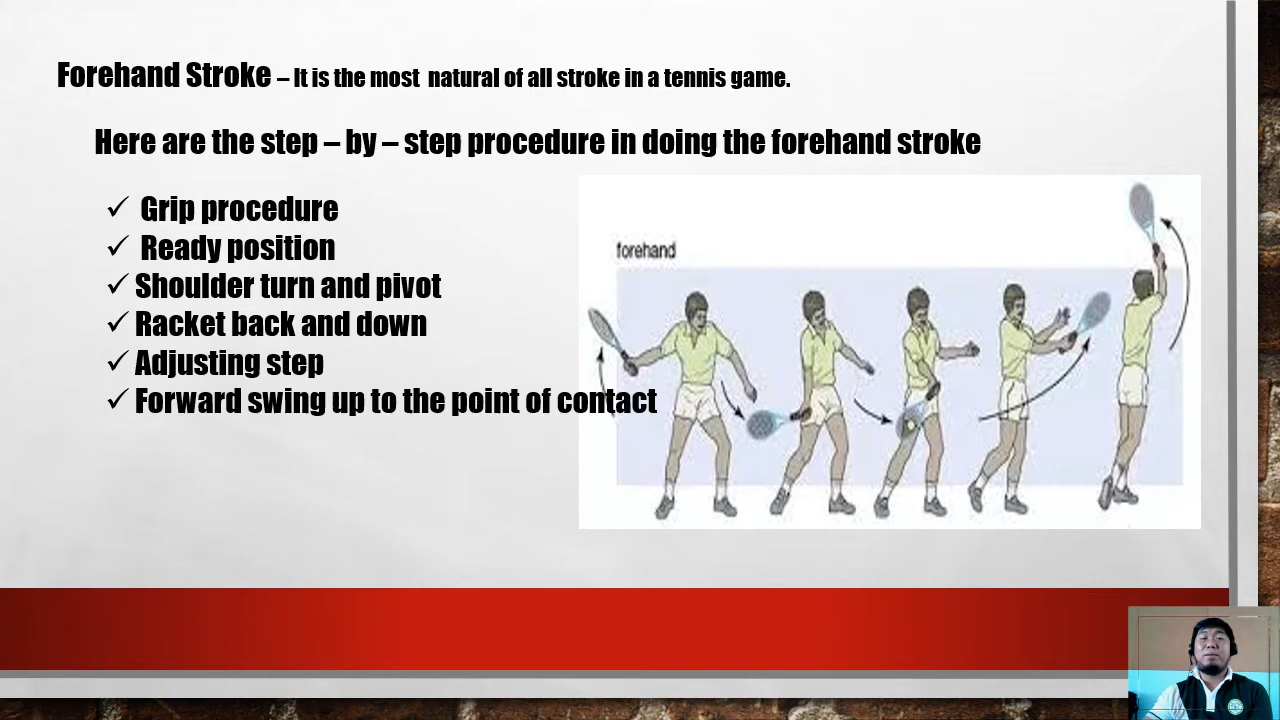 Forehand Stroke – It is the most natural of all stroke in a tennis game.
Here are the step – by – step procedure in doing the forehand stroke
✓ Grip procedure
✓ Ready position
✓ Shoulder turn and pivot
✓ Racket back and down
✓ Adjusting step
✓ Forward swing up to the point of contact
forehand